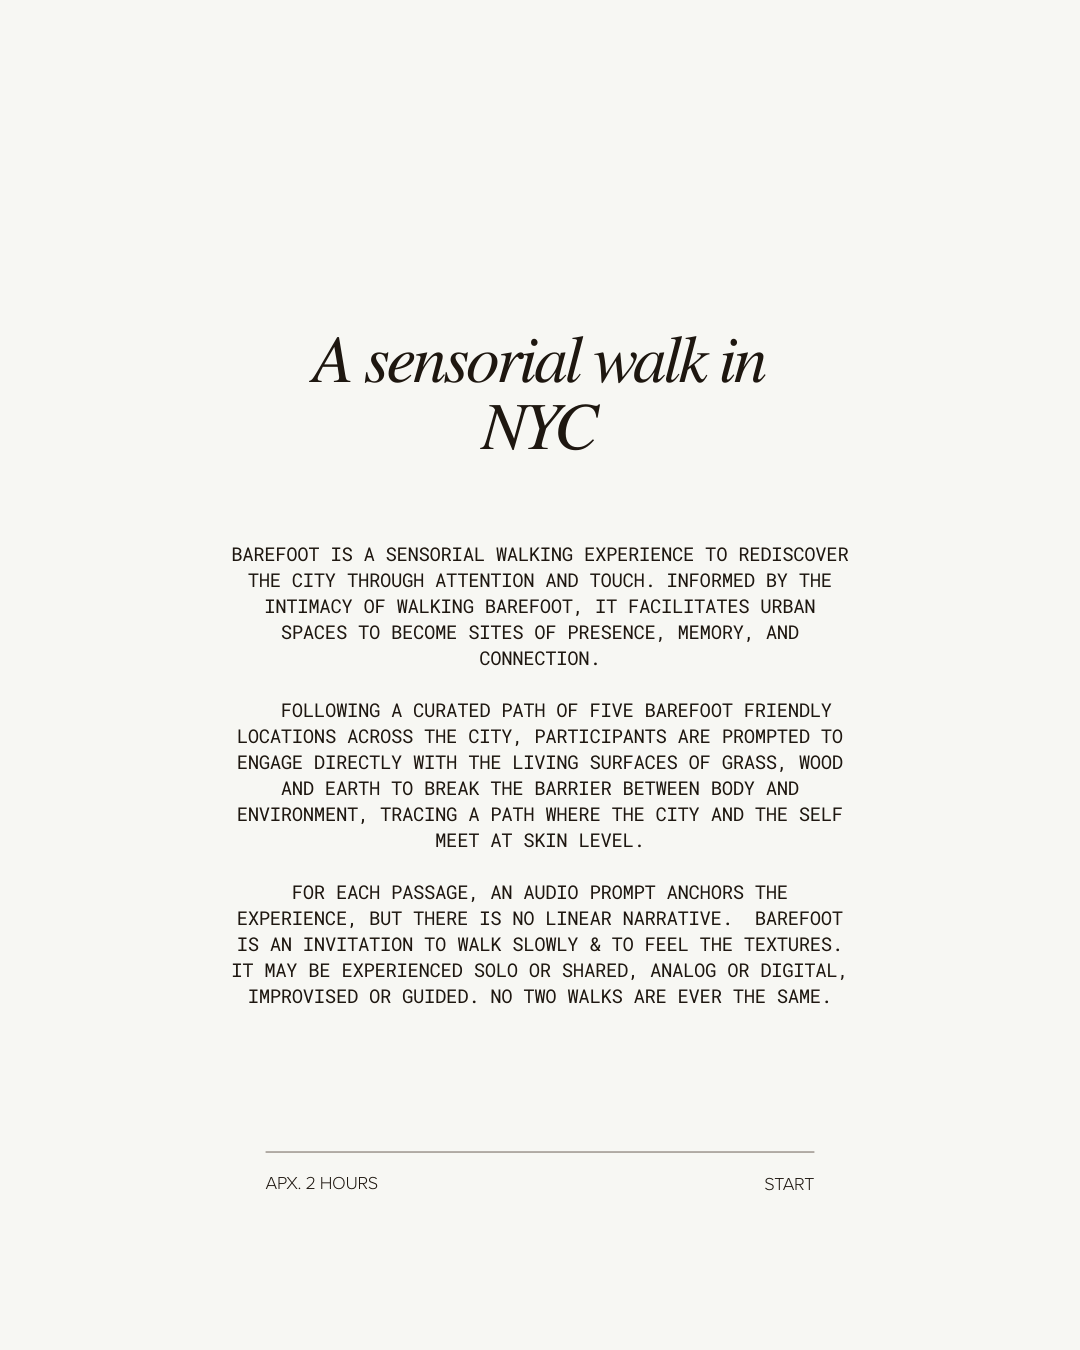 A sensorial walk in
NYC
BAREFOOT IS A SENSORIAL WALKING EXPERIENCE TO REDISCOVER
THE CITY THROUGH ATTENTION AND TOUCH. INFORMED BY THE
INTIMACY OF WALKING BAREFOOT, IT FACILITATES URBAN
SPACES TO BECOME SITES OF PRESENCE, MEMORY, AND
CONNECTION.
FOLLOWING A CURATED PATH OF FIVE BAREFOOT FRIENDLY
LOCATIONS ACROSS THE CITY, PARTICIPANTS ARE PROMPTED TO
ENGAGE DIRECTLY WITH THE LIVING SURFACES OF GRASS, WOOD
AND EARTH TO BREAK THE BARRIER BETWEEN BODY AND
ENVIRONMENT, TRACING A PATH WHERE THE CITY AND THE SELF
MEET AT SKIN LEVEL.
FOR EACH PASSAGE, AN AUDIO PROMPT ANCHORS THE
EXPERIENCE, BUT THERE IS NO LINEAR NARRATIVE.  BAREFOOT
IS AN INVITATION TO WALK SLOWLY & TO FEEL THE TEXTURES.
IT MAY BE EXPERIENCED SOLO OR SHARED, ANALOG OR DIGITAL,
IMPROVISED OR GUIDED. NO TWO WALKS ARE EVER THE SAME.
APX. 2 HOURS
START